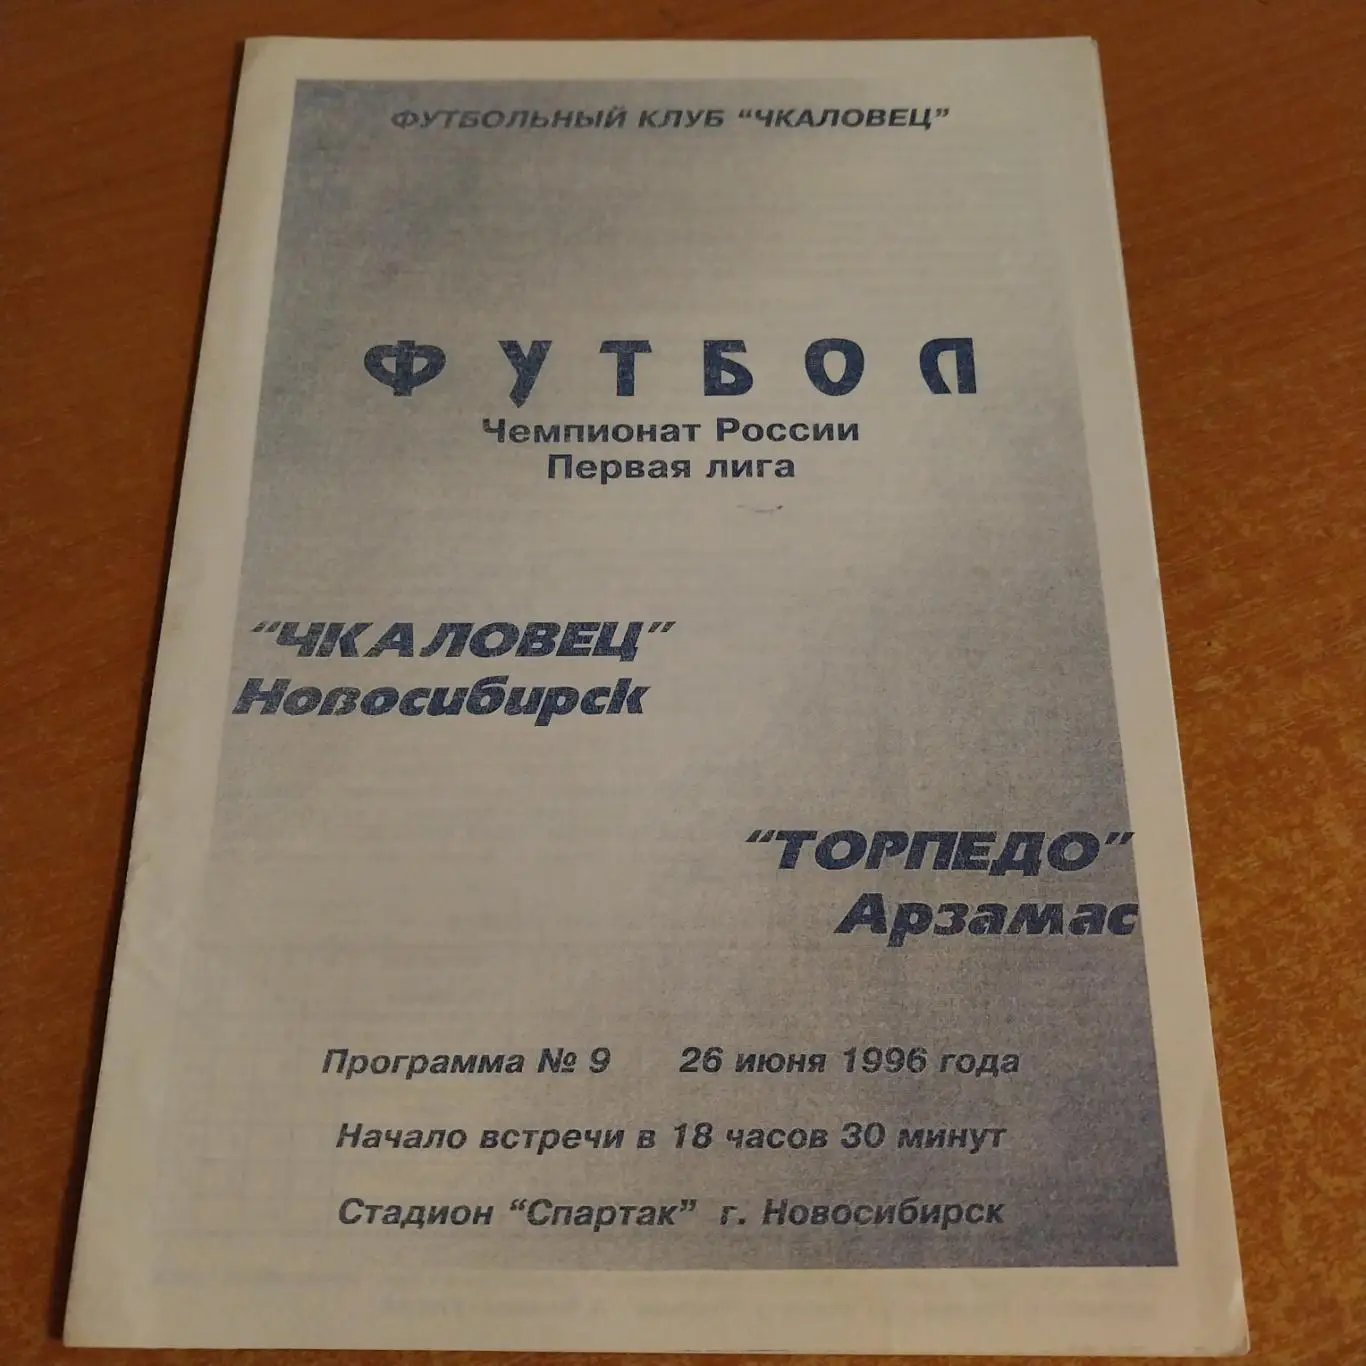 ФУТБОЛЬНЫЙ КЛУБ "ЧКАЛОВЕЦ"
ФУТБОЛ
Чемпионат России
Первая лига
"ЧКАЛОВЕЦ"
Новосибирск
"ТОРПЕДО"
Арзамас
Программа № 9 26 июня 1996 года
Начало встречи в 18 часов 30 минут
Стадион "Спартак" г. Новосибирск